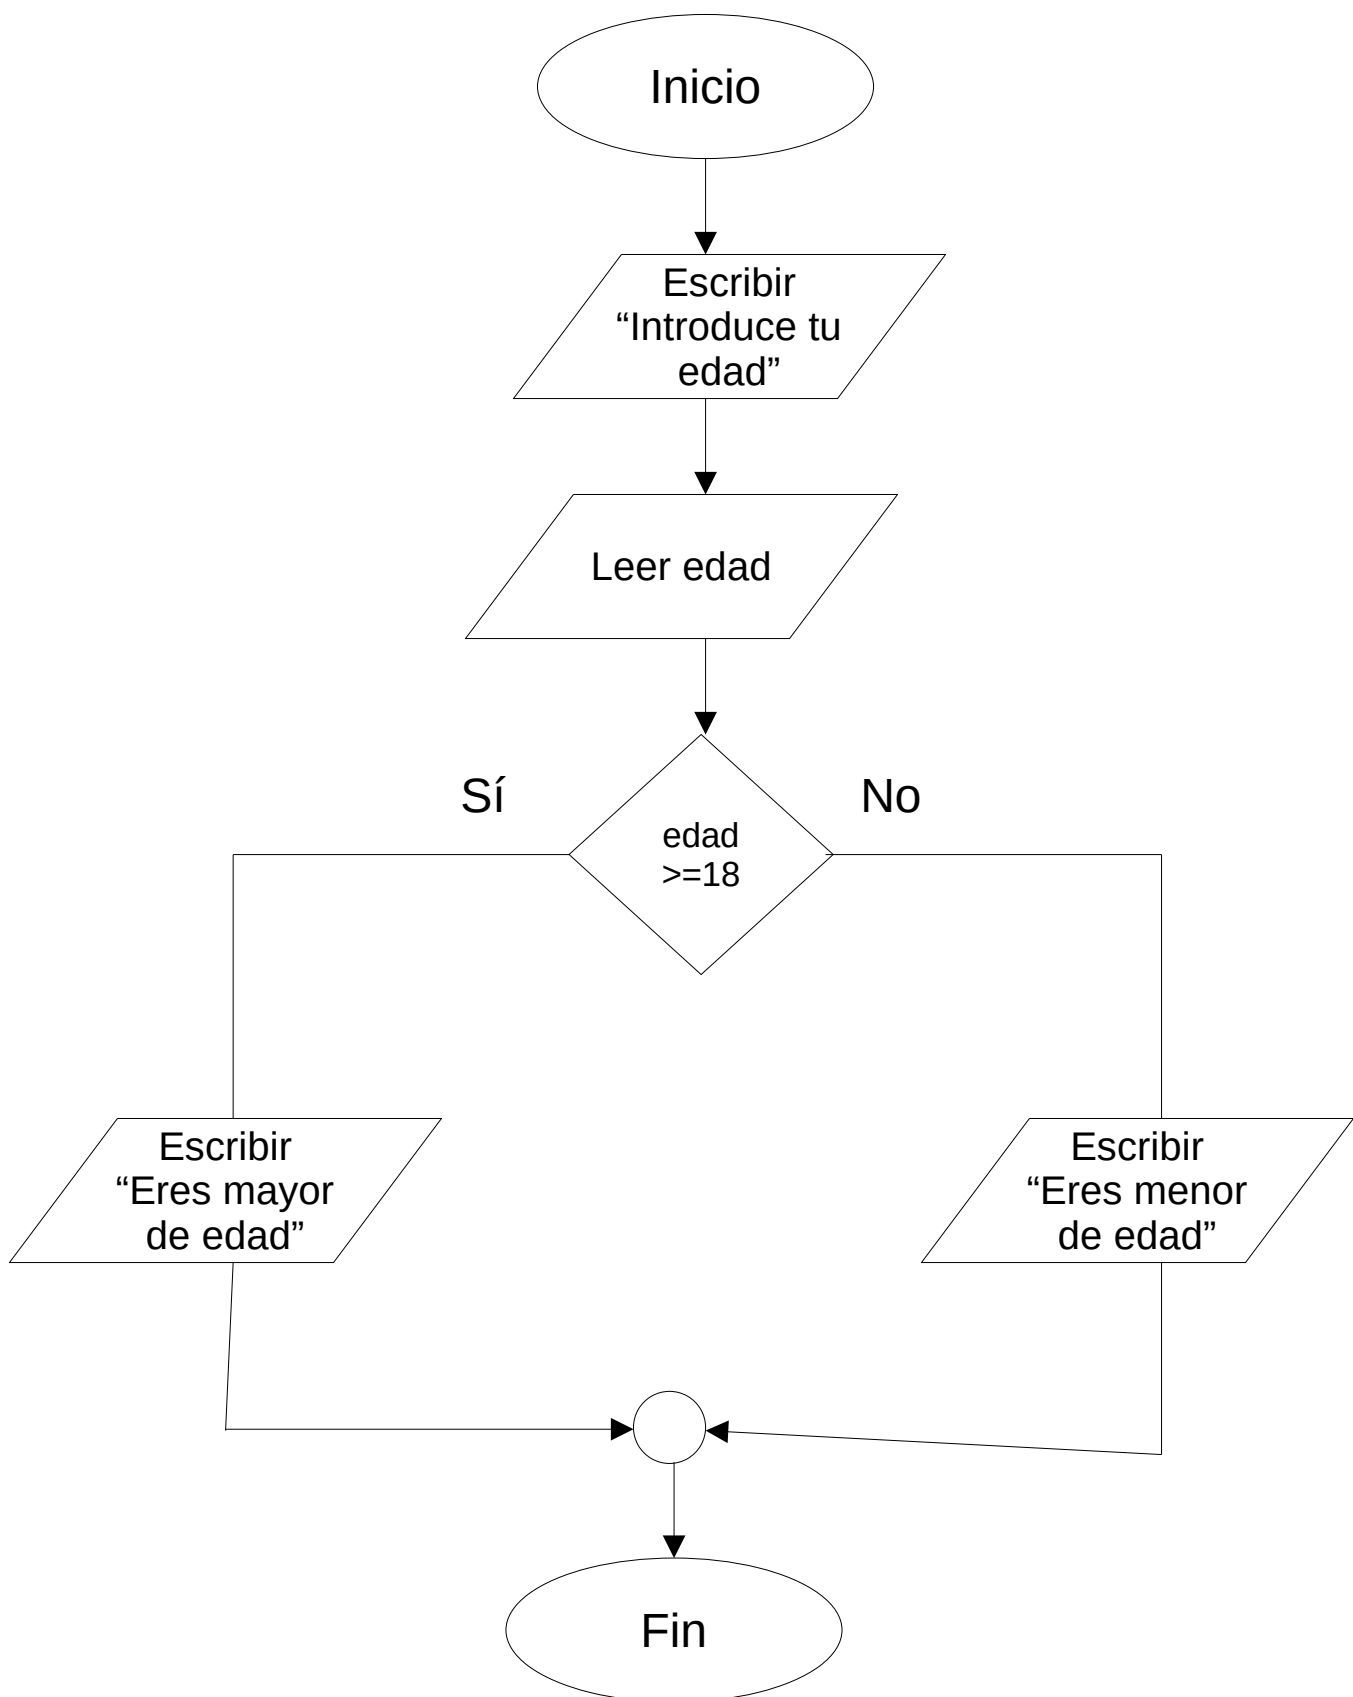 Inicio
Escribir
“Introduce tu
edad”
Leer edad
Sí
No
edad
>=18
Escribir
“Eres mayor
de edad”
Escribir
“Eres menor
de edad”
Fin